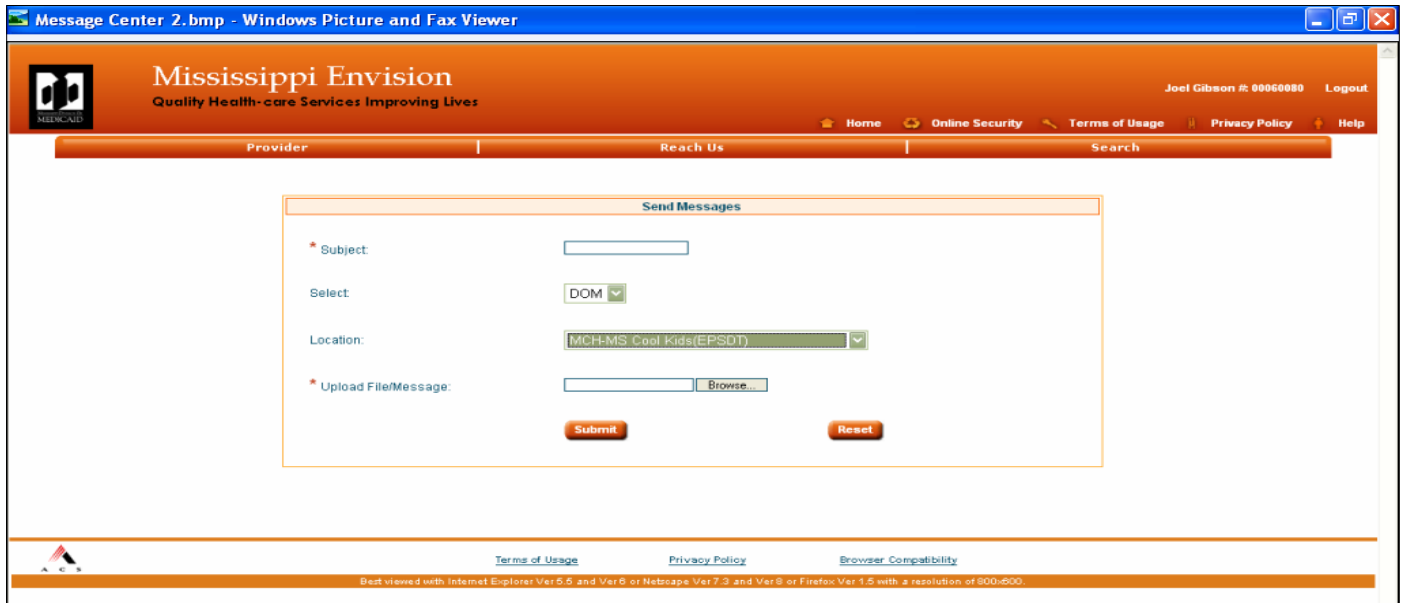 Message Center 2.bmp - Windows Picture and Fax Viewer
Mississippi Envision
Quality Health-care Services Improving Lives
MEDICAID
Joel Gibson #: 00060080 Logout
Home Online Security Terms of Usage Privacy Policy Help
Provider Reach Us Search
Send Messages
* Subject:
Select:
DOM
Location:
MCH-MS Cool Kids(EPSDT)
* Upload File/Message:
Browse...
Submit Reset
A C S
Terms of Usage Privacy Policy Browser Compatibility
Best viewed with Internet Explorer Ver 5.5 and Ver 6 or Netscape Ver 7.3 and Ver 8 or Firefox Ver 1.5 with a resolution of 800x600.